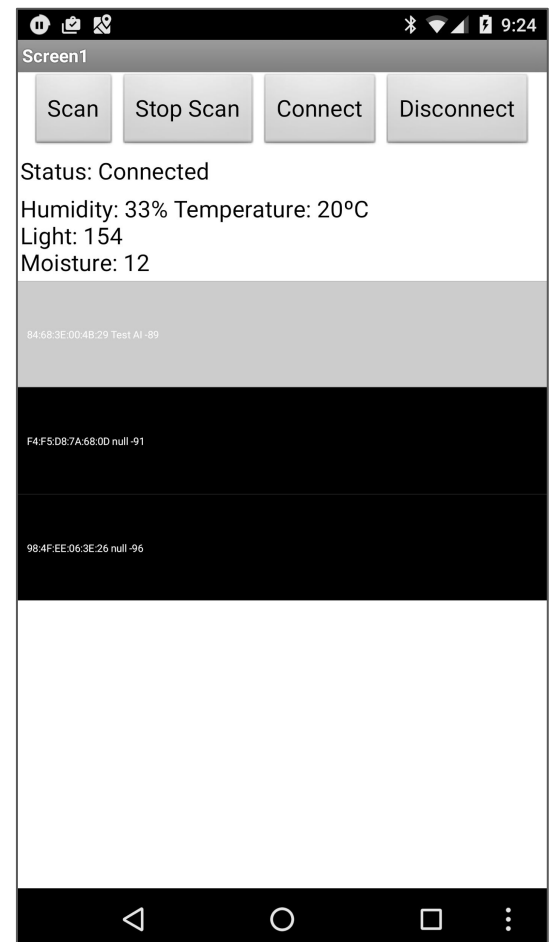 9:24
Screen1
Scan Stop Scan Connect Disconnect
Status: Connected
Humidity: 33% Temperature: 20ºC
Light: 154
Moisture: 12
84:68:3E:00:4B:29 Test AI -89
F4:F5:D8:7A:68:0D null -91
98:4F:EE:06:3E:26 null -96